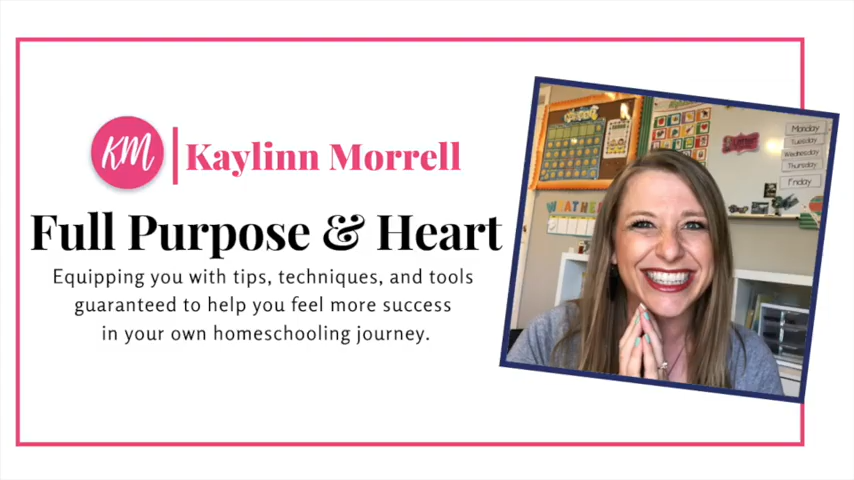 KM
Kaylinn Morrell
Full Purpose & Heart
Equipping you with tips, techniques, and tools
guaranteed to help you feel more success
in your own homeschooling journey.
WEATHER
Monday
Tuesday
Wednesday
Thursday
Friday